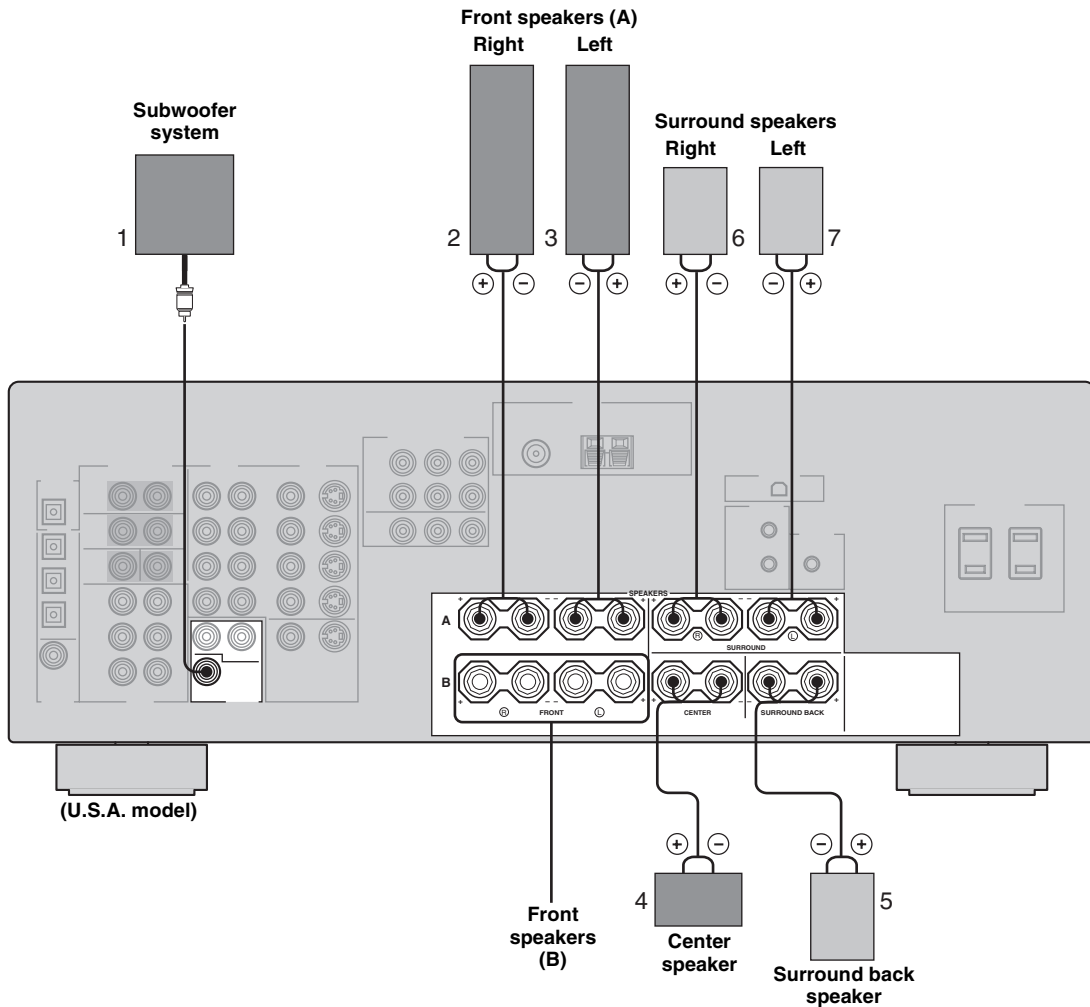 Front speakers (A)
Right Left
Subwoofer
system
Surround speakers
Right Left
1
2
3
6
7
+ − − + + − − +
SPEAKERS
+ - - + + - - +
A
R L
SURROUND
B
+ - - + + - - +
R FRONT L
CENTER
SURROUND BACK
(U.S.A. model)
+ − − +
4
5
Front
speakers
(B)
Center
speaker
Surround back
speaker